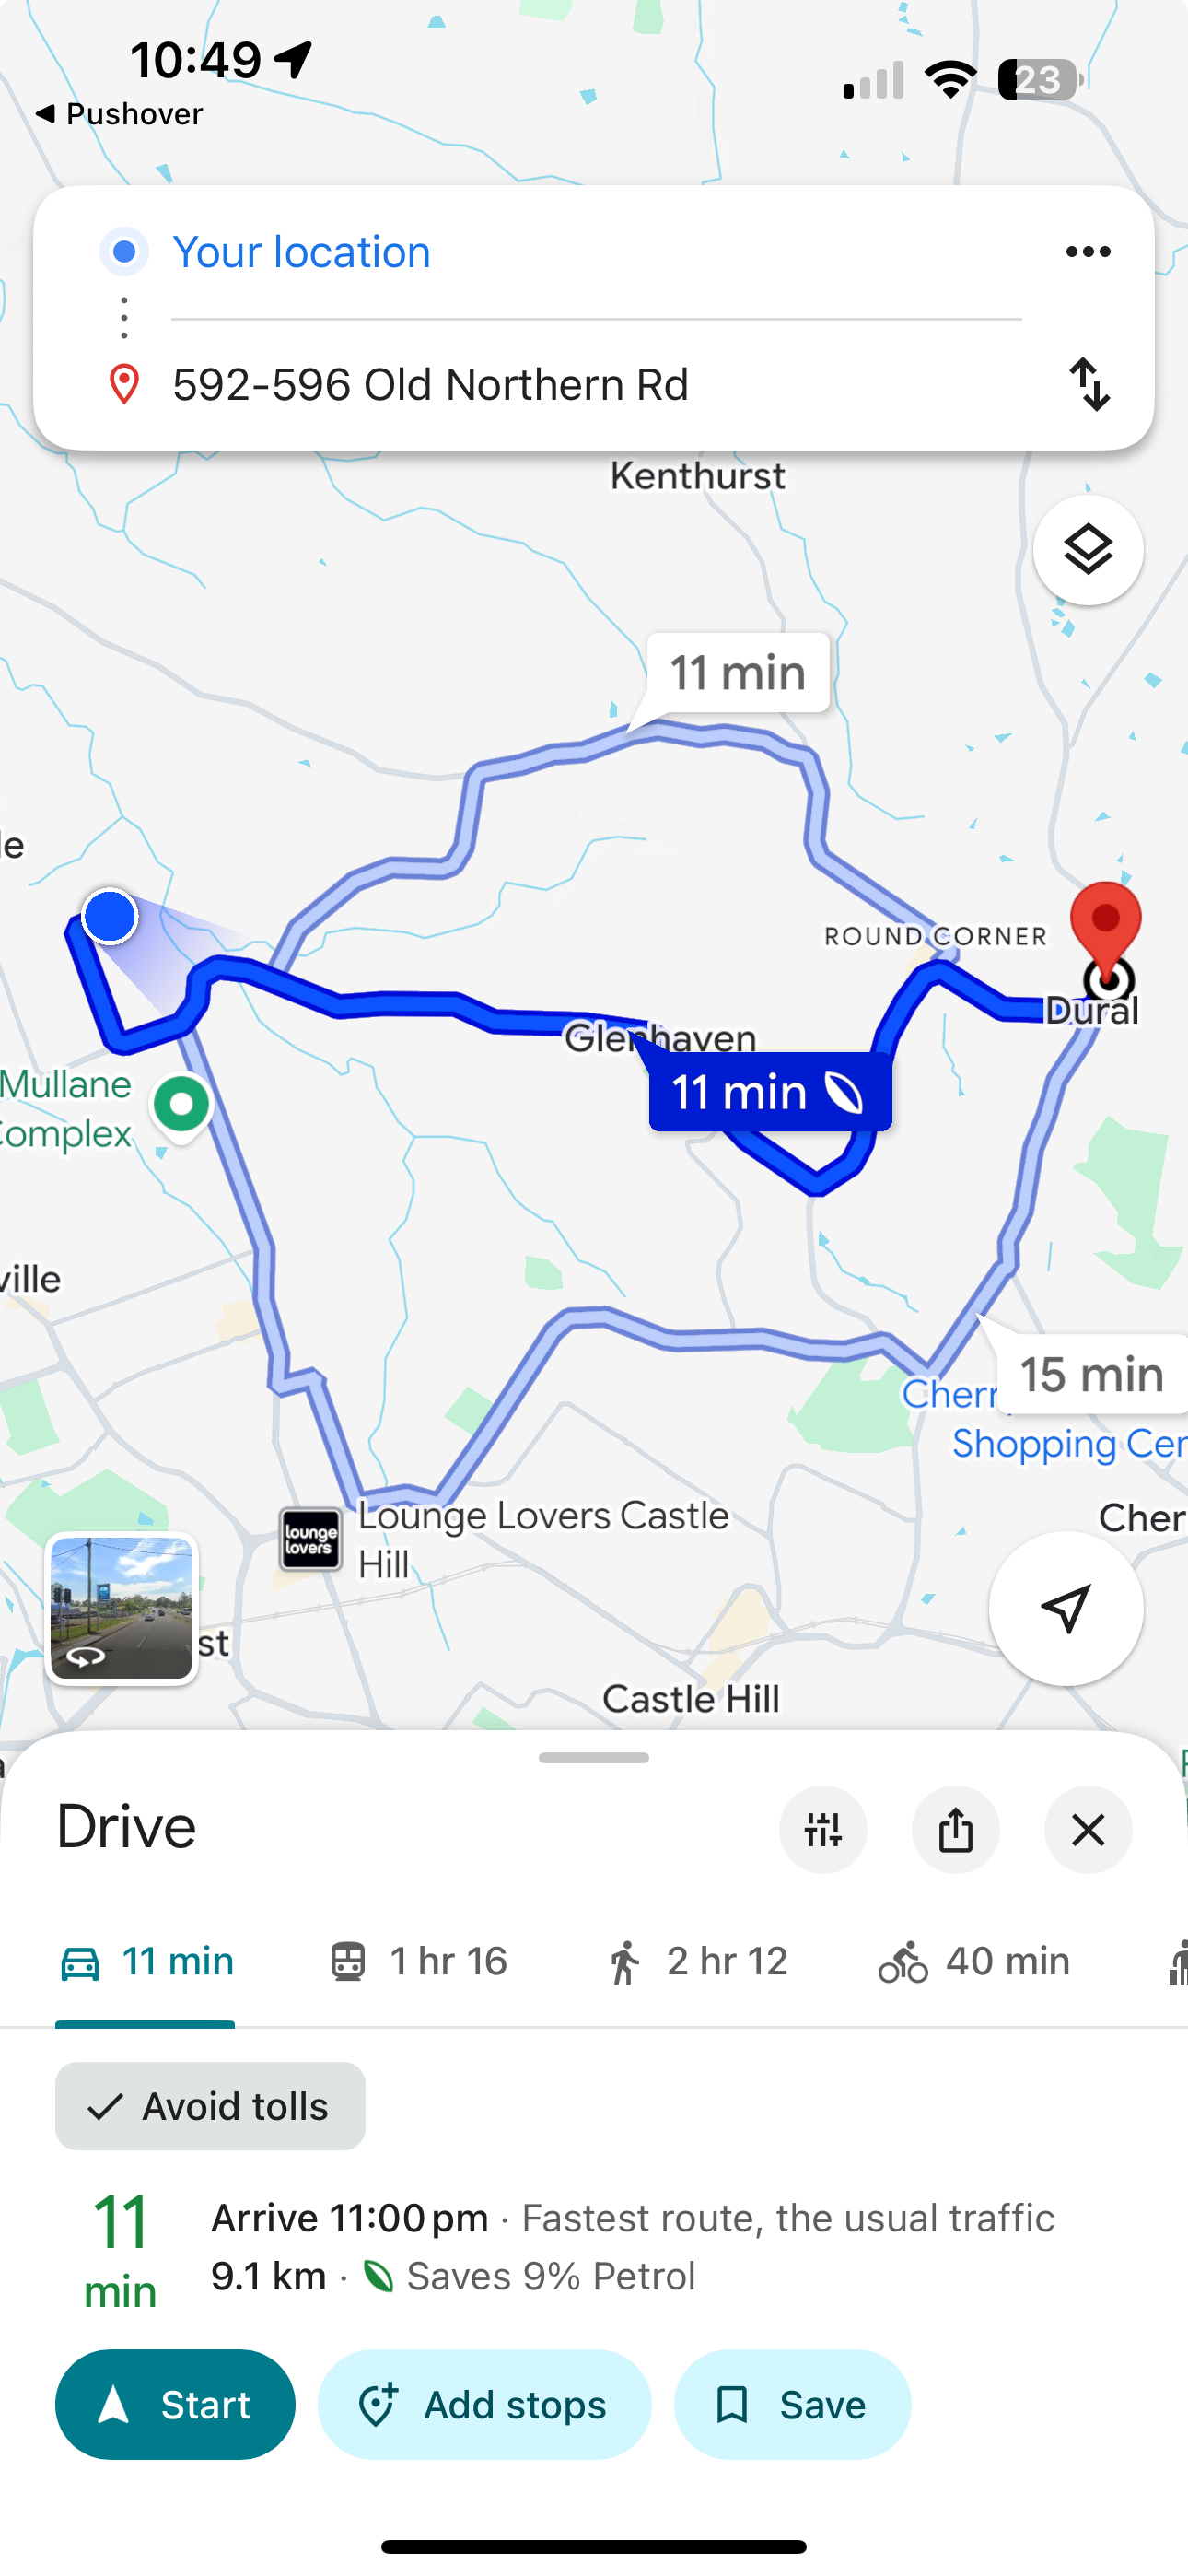 10:49
23
◀ Pushover
Your location
592-596 Old Northern Rd
Kenthurst
11 min
le
ROUND CORNER
Dural
Glenhaven
11 min
Mullane
Complex
ville
15 min
Cherr
Shopping Cen
Cher
lounge
lovers
Lounge Lovers Castle
Hill
st
Castle Hill
Drive
11 min
1 hr 16
2 hr 12
40 min
Avoid tolls
11
min
Arrive 11:00 pm · Fastest route, the usual traffic
9.1 km · Saves 9% Petrol
Start
Add stops
Save